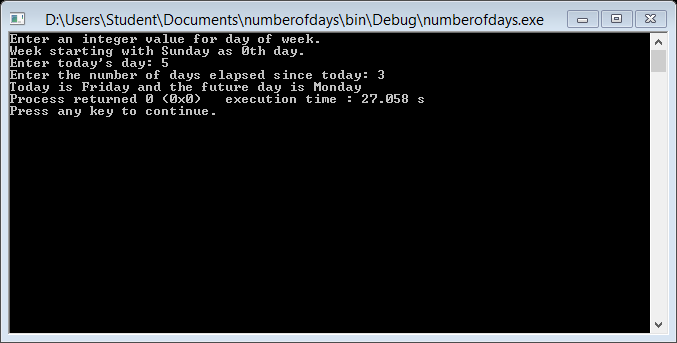 D:\Users\Student\Documents\numberofdays\bin\Debug\numberofdays.exe
Enter an integer value for day of week.
Week starting with Sunday as 0th day.
Enter today's day: 5
Enter the number of days elapsed since today: 3
Today is Friday and the future day is Monday
Process returned 0 (0x0)   execution time : 27.058 s
Press any key to continue.